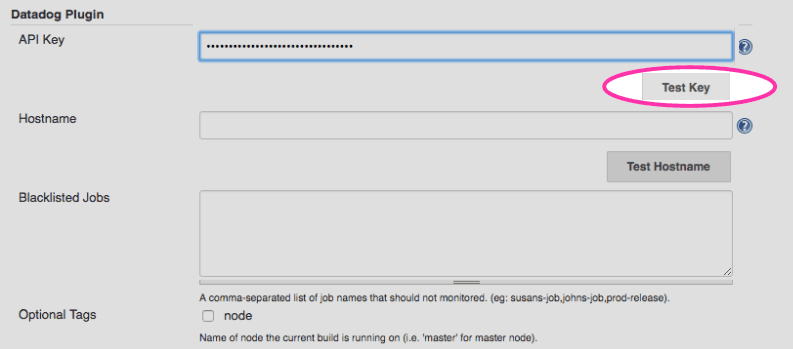 Datadog Plugin
API Key
••••••••••••••••••••••••••••••••
Test Key
Hostname
Test Hostname
Blacklisted Jobs
A comma-separated list of job names that should not monitored. (eg: susans-job,johns-job,prod-release).
Optional Tags
node
Name of node the current build is running on (i.e. 'master' for master node).